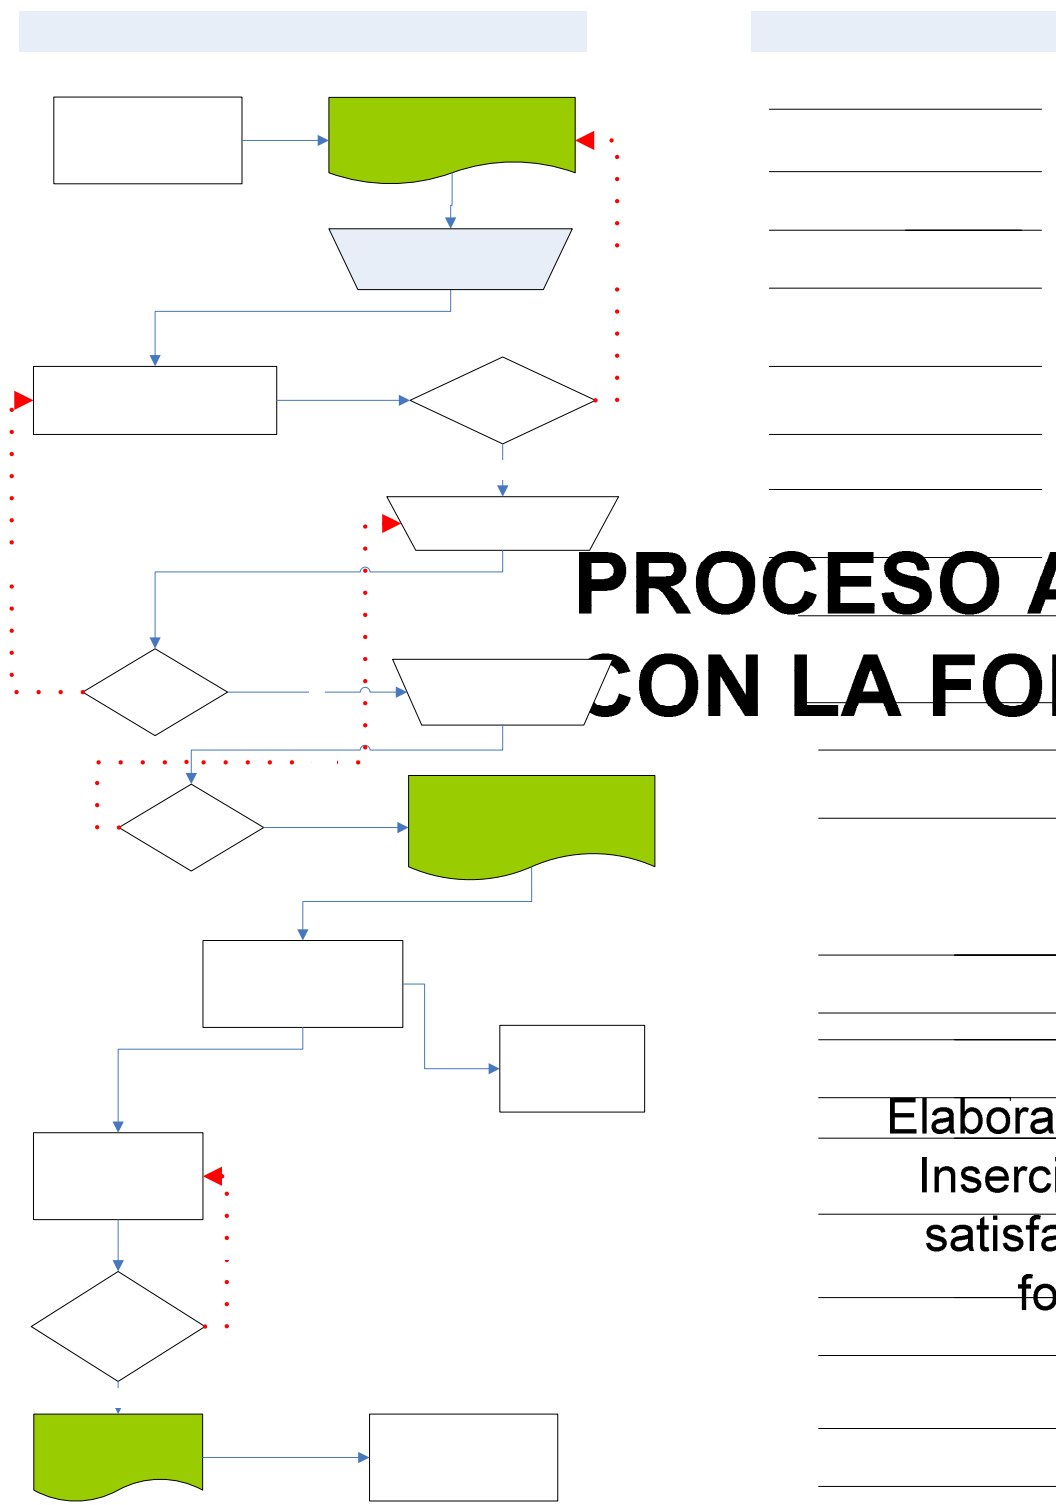 PROCESO A
CON LA FO
Elabora
Inserci
satisfa
fo